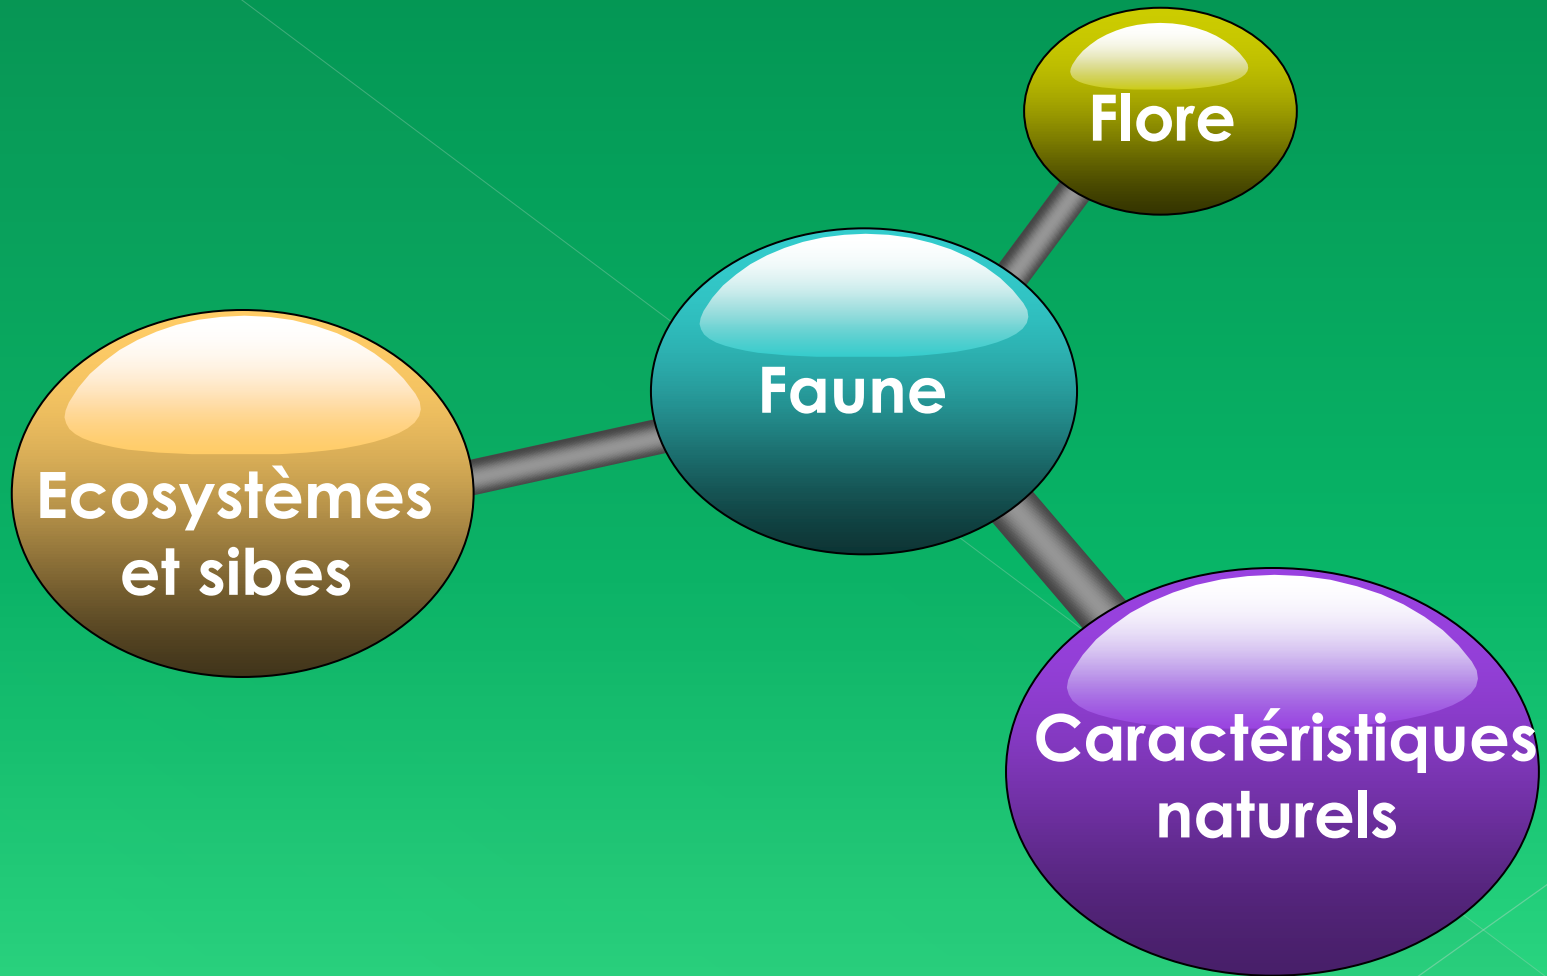 Flore
Faune
Ecosystèmes
et sibes
Caractéristiques
naturels